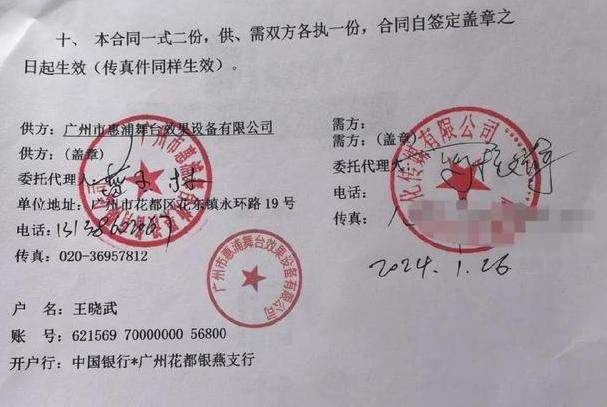 十、本合同一式二份，供、需双方各执一份，合同自签定盖章之
日起生效（传真件同样生效）。
供方：广州市惠浦舞台效果设备有限公司
供方：（盖章）
委托代理人：
单位地址：广州市花都区花东镇永环路19号
电话：
传真：020-36957812
户 名：王晓武
账 号：621569 70000000 56800
开户行：中国银行*广州花都银燕支行
广州市惠浦舞台效果设备有限公司
需方：
需方：（盖章）
委托代理人
电话：
传真：
化传媒有限公司
2024.1.26